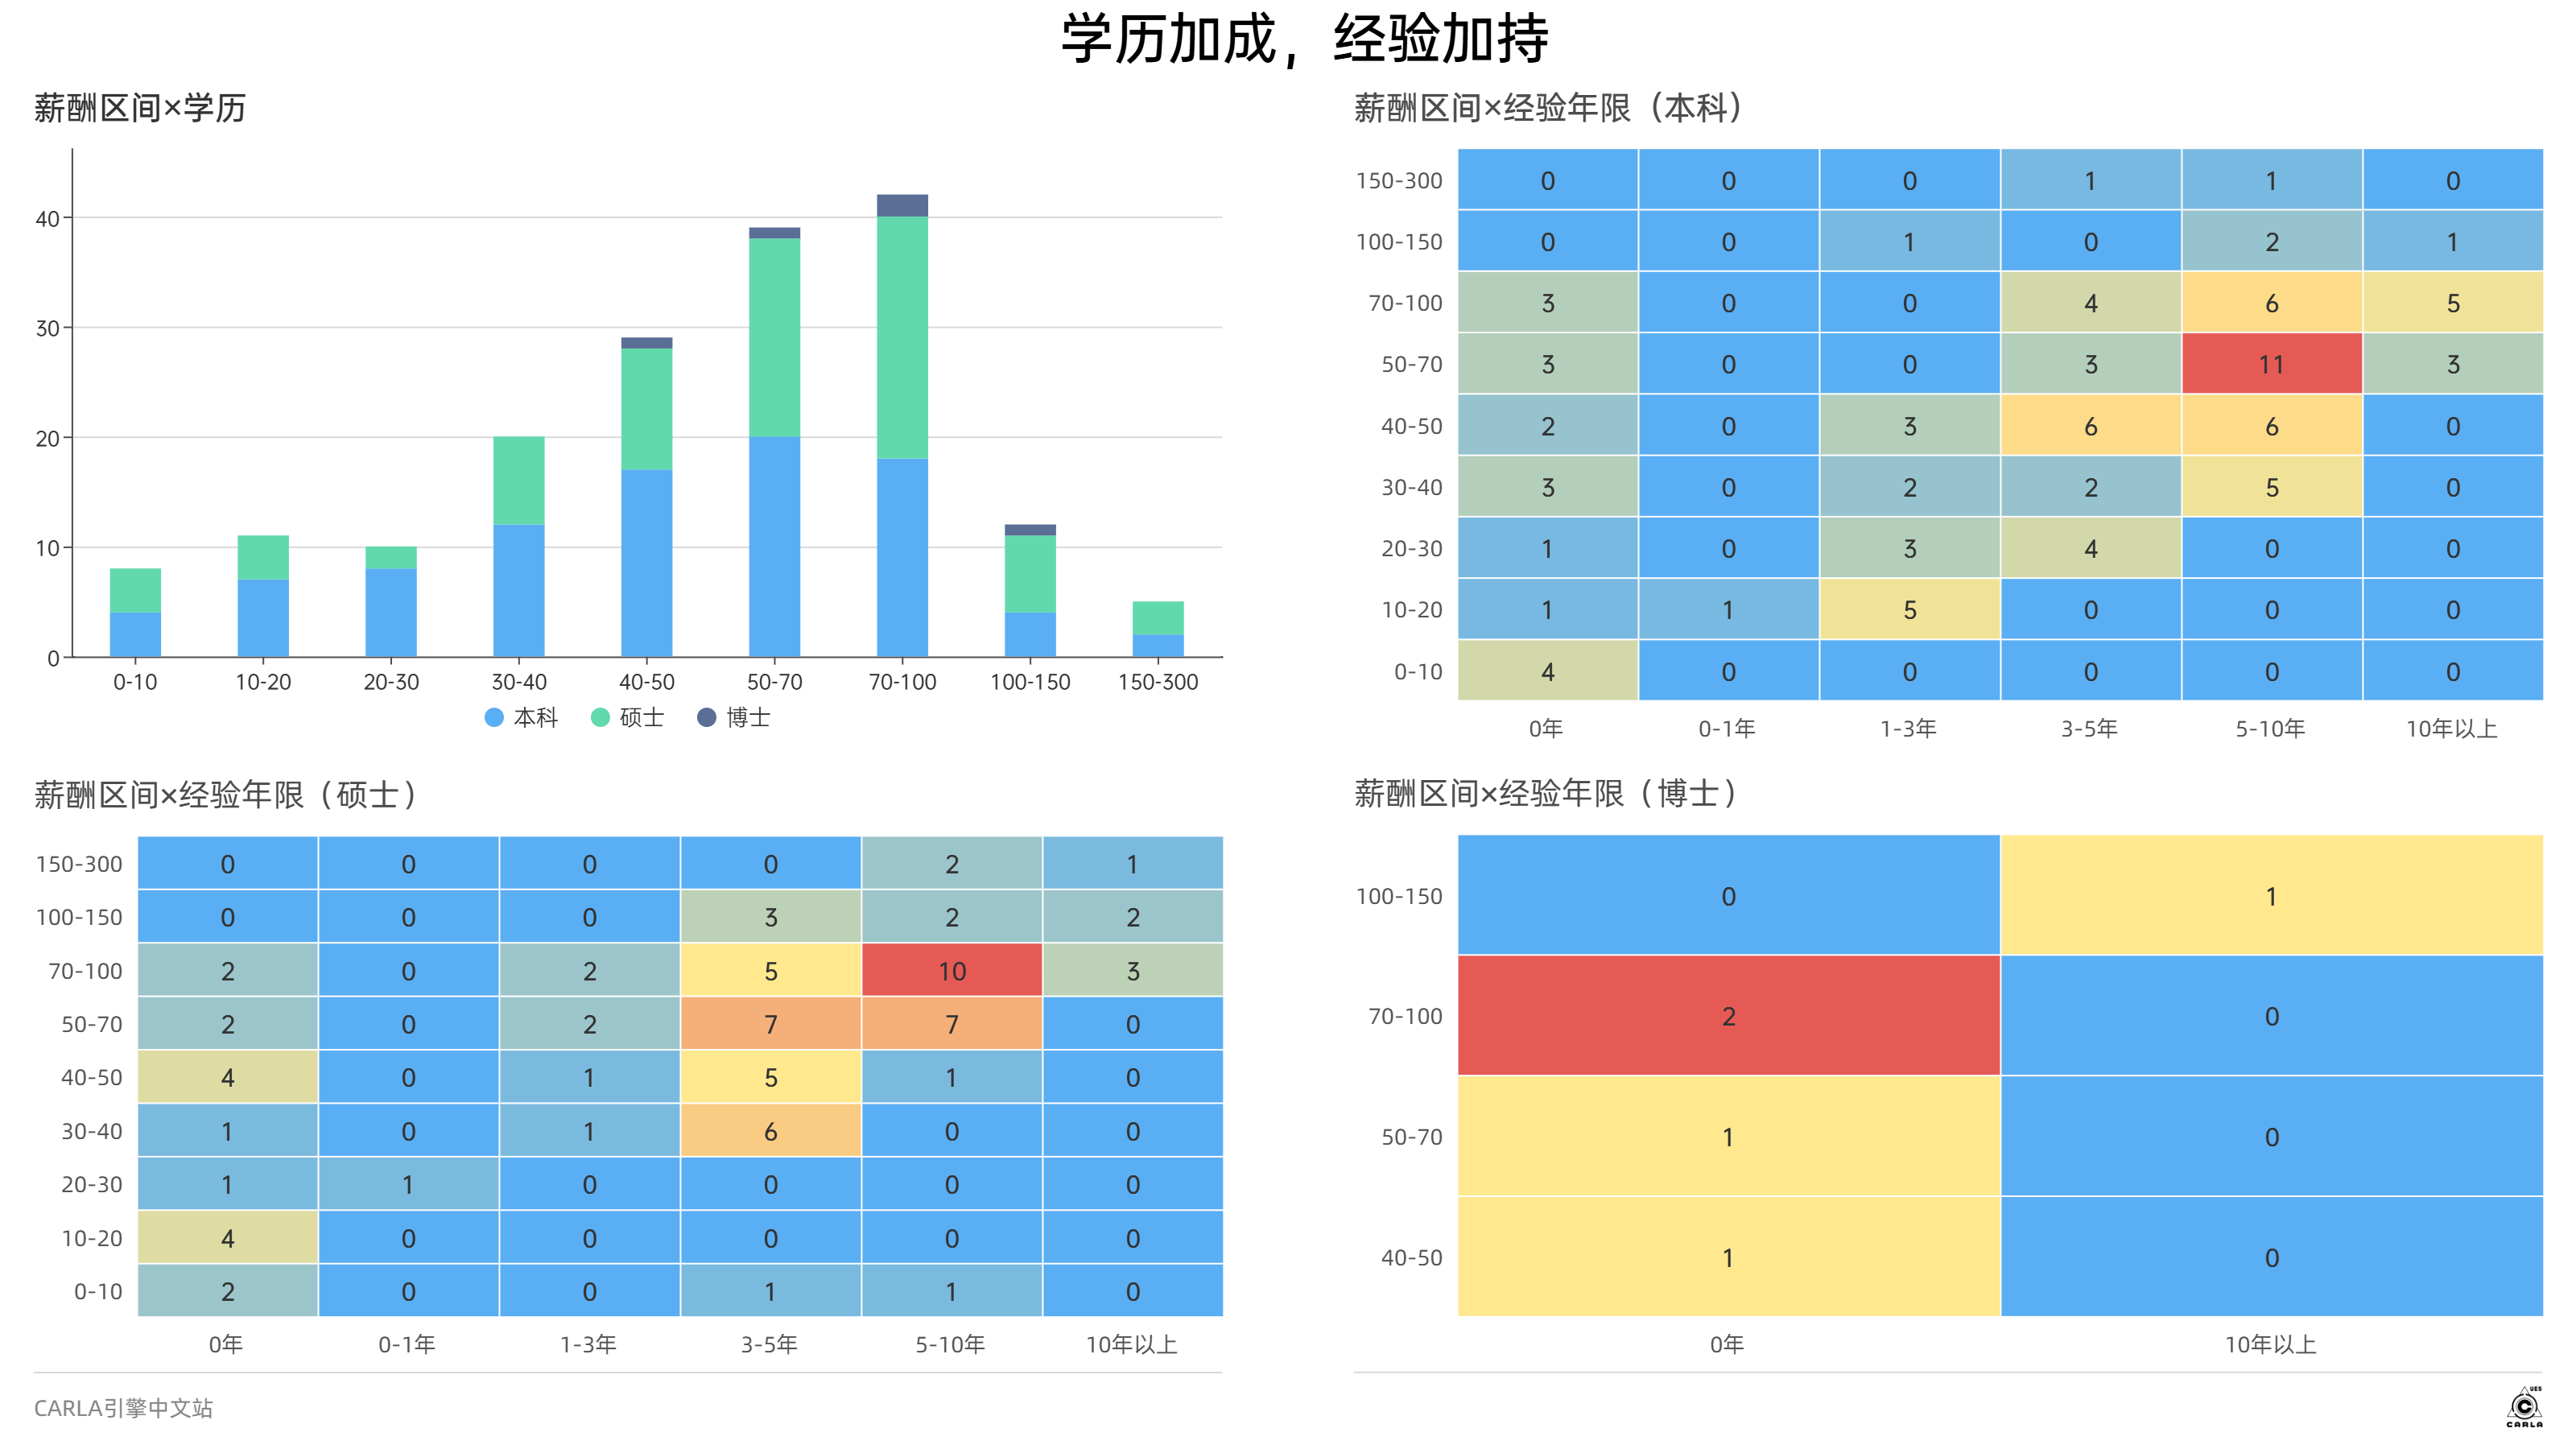 学历加成，经验加持
薪酬区间×学历
40
30
20
10
0
0-10 10-20 20-30 30-40 40-50 50-70 70-100 100-150 150-300
本科 硕士 博士
薪酬区间×经验年限（本科）
150-300 0 0 0 1 1 0
100-150 0 0 1 0 2 1
70-100 3 0 0 4 6 5
50-70 3 0 0 3 11 3
40-50 2 0 3 6 6 0
30-40 3 0 2 2 5 0
20-30 1 0 3 4 0 0
10-20 1 1 5 0 0 0
0-10 4 0 0 0 0 0
0年 0-1年 1-3年 3-5年 5-10年 10年以上
薪酬区间×经验年限（硕士）
150-300 0 0 0 0 2 1
100-150 0 0 0 3 2 2
70-100 2 0 2 5 10 3
50-70 2 0 2 7 7 0
40-50 4 0 1 5 1 0
30-40 1 0 1 6 0 0
20-30 1 1 0 0 0 0
10-20 4 0 0 0 0 0
0-10 2 0 0 1 1 0
0年 0-1年 1-3年 3-5年 5-10年 10年以上
薪酬区间×经验年限（博士）
100-150 0 1
70-100 2 0
50-70 1 0
40-50 1 0
0年 10年以上
CARLA引擎中文站
UE5
C
CARLA